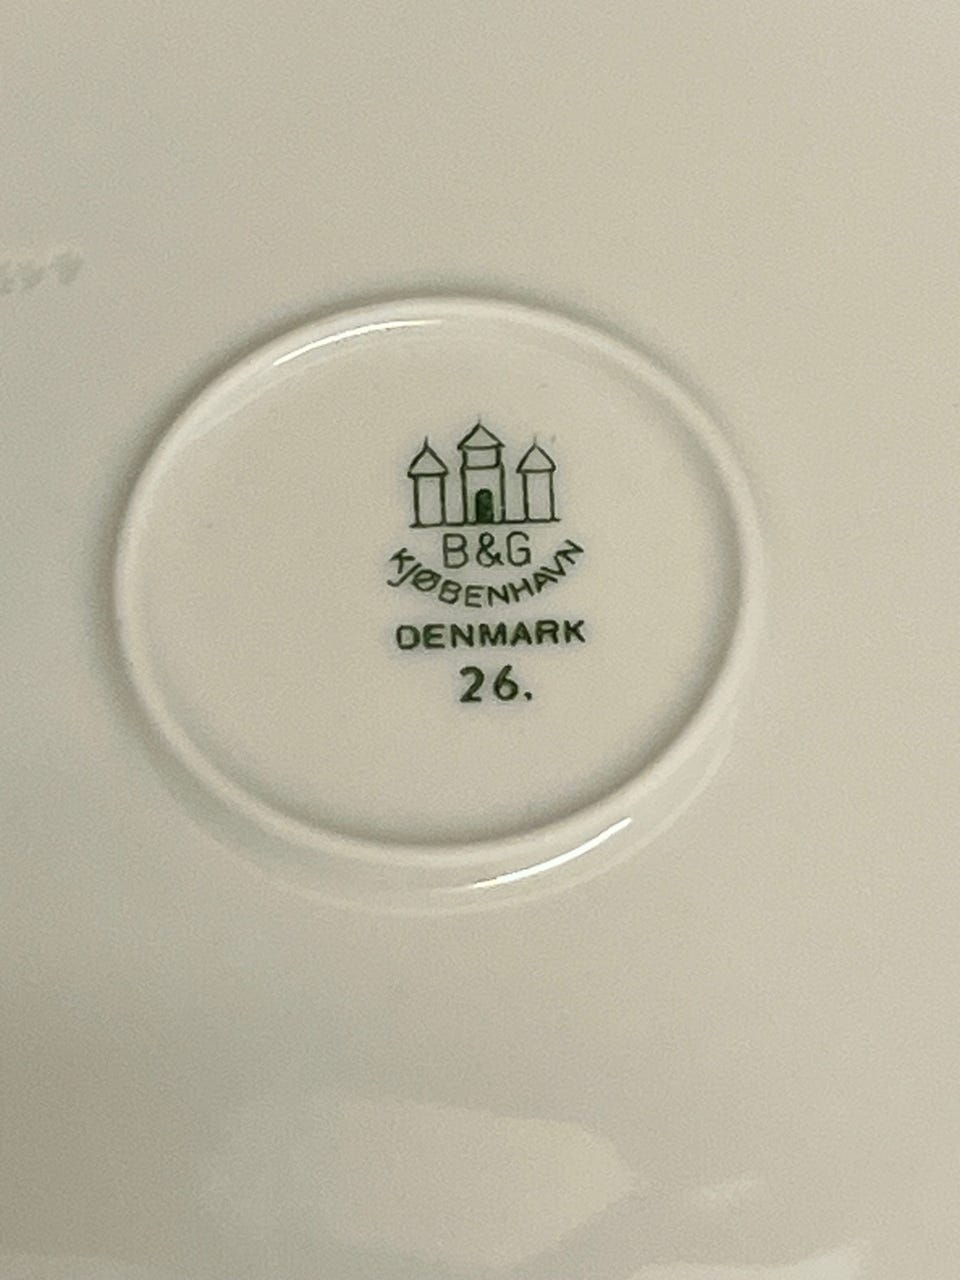 B&G
KJØBENHAVN
DENMARK
26.